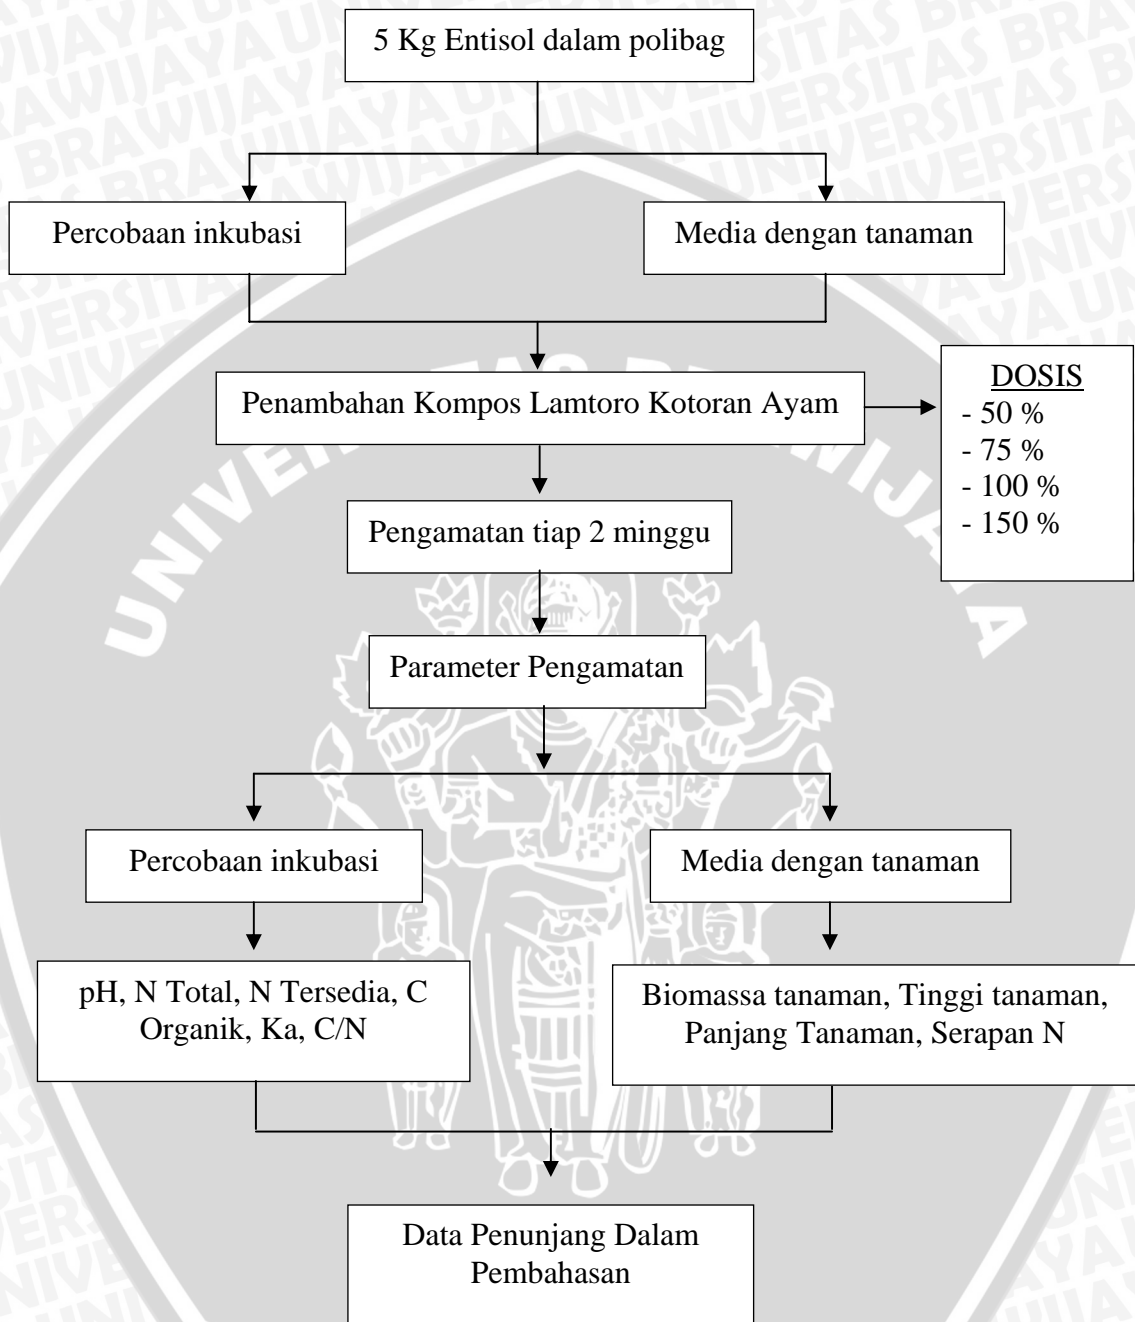 5 Kg Entisol dalam polibag
Percobaan inkubasi
Media dengan tanaman
Penambahan Kompos Lamtoro Kotoran Ayam
DOSIS
- 50 %
- 75 %
- 100 %
- 150 %
Pengamatan tiap 2 minggu
Parameter Pengamatan
Percobaan inkubasi
Media dengan tanaman
pH, N Total, N Tersedia, C
Organik, Ka, C/N
Biomassa tanaman, Tinggi tanaman,
Panjang Tanaman, Serapan N
Data Penunjang Dalam
Pembahasan